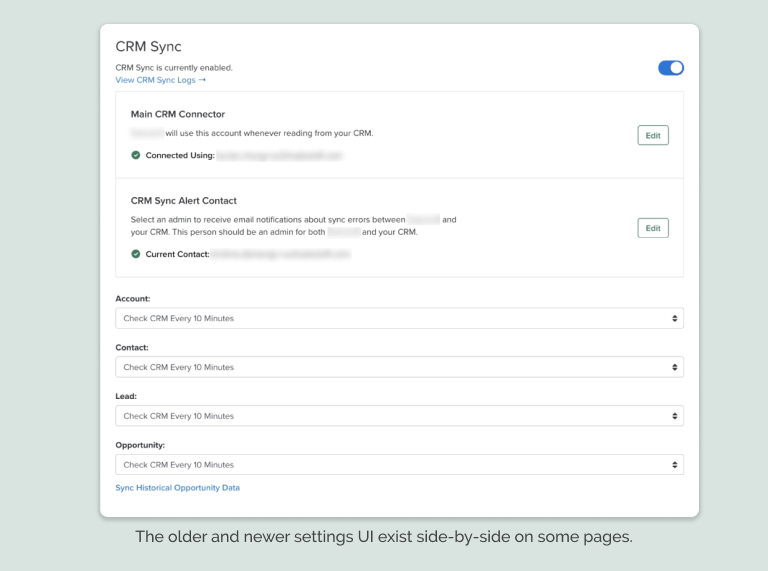 CRM Sync
CRM Sync is currently enabled.
View CRM Sync Logs →
Main CRM Connector
will use this account whenever reading from your CRM.
Edit
Connected Using:
CRM Sync Alert Contact
Select an admin to receive email notifications about sync errors between and
your CRM. This person should be an admin for both and your CRM.
Edit
Current Contact:
Account:
Check CRM Every 10 Minutes
Contact:
Check CRM Every 10 Minutes
Lead:
Check CRM Every 10 Minutes
Opportunity:
Check CRM Every 10 Minutes
Sync Historical Opportunity Data
The older and newer settings UI exist side-by-side on some pages.